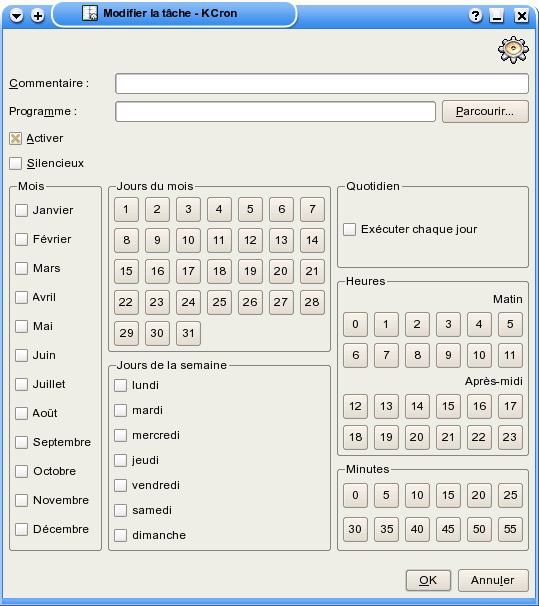 Modifier la tâche - KCron
Commentaire :
Programme :
Parcourir...
Activer
Silencieux
Mois
Janvier
Février
Mars
Avril
Mai
Juin
Juillet
Août
Septembre
Octobre
Novembre
Décembre
Jours du mois
1 2 3 4 5 6 7
8 9 10 11 12 13 14
15 16 17 18 19 20 21
22 23 24 25 26 27 28
29 30 31
Jours de la semaine
lundi
mardi
mercredi
jeudi
vendredi
samedi
dimanche
Quotidien
Exécuter chaque jour
Heures
Matin
0 1 2 3 4 5
6 7 8 9 10 11
Après-midi
12 13 14 15 16 17
18 19 20 21 22 23
Minutes
0 5 10 15 20 25
30 35 40 45 50 55
OK
Annuler